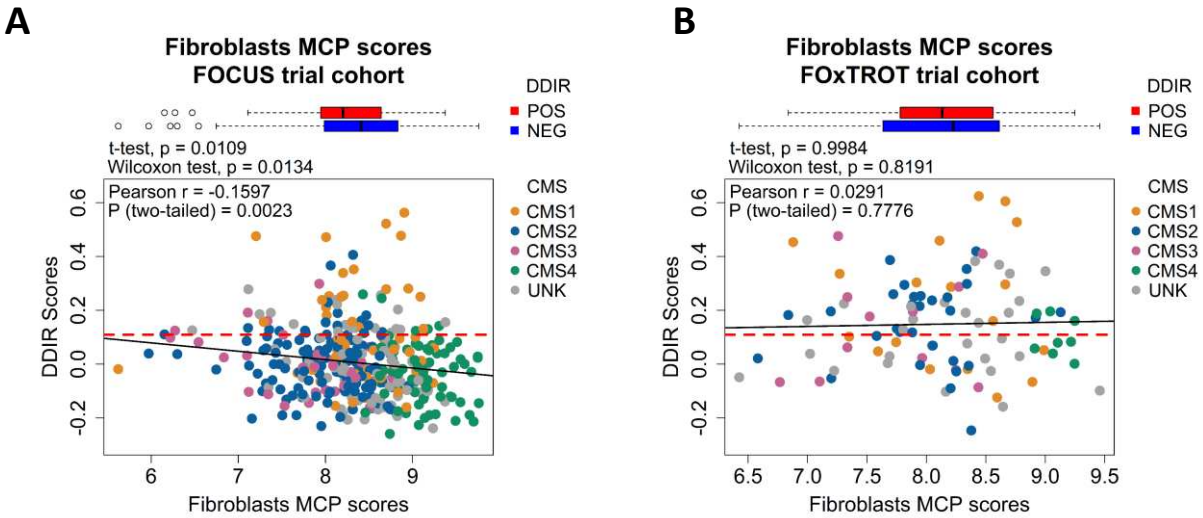 A
Fibroblasts MCP scores
FOCUS trial cohort
DDIR
POS
NEG
t-test, p = 0.0109
Wilcoxon test, p = 0.0134
Pearson r = -0.1597
P (two-tailed) = 0.0023
CMS
CMS1
CMS2
CMS3
CMS4
UNK
DDIR Scores
0.6
0.4
0.2
0.0
-0.2
6 7 8 9
Fibroblasts MCP scores
B
Fibroblasts MCP scores
FOxTROT trial cohort
DDIR
POS
NEG
t-test, p = 0.9984
Wilcoxon test, p = 0.8191
Pearson r = 0.0291
P (two-tailed) = 0.7776
CMS
CMS1
CMS2
CMS3
CMS4
UNK
DDIR Scores
0.6
0.4
0.2
0.0
-0.2
6.5 7.0 7.5 8.0 8.5 9.0 9.5
Fibroblasts MCP scores